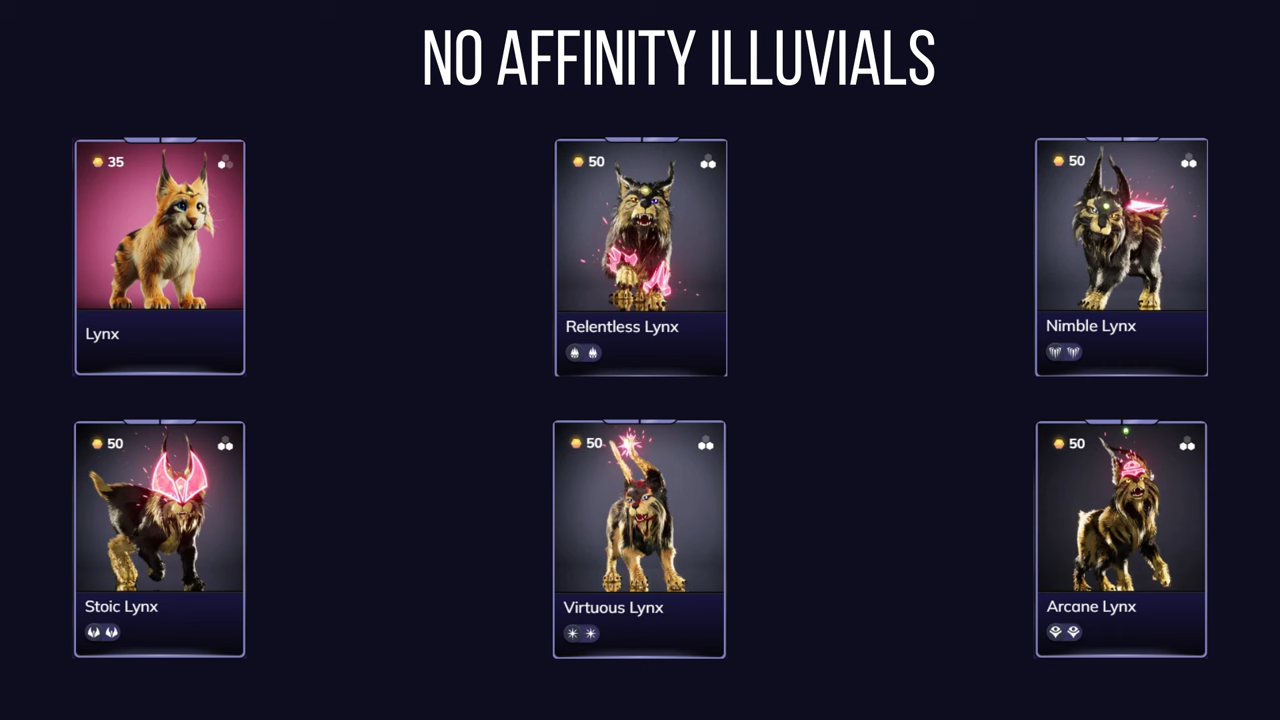 NO AFFINITY ILLUVIALS
35
Lynx
50
Relentless Lynx
50
Nimble Lynx
50
Stoic Lynx
50
Virtuous Lynx
50
Arcane Lynx